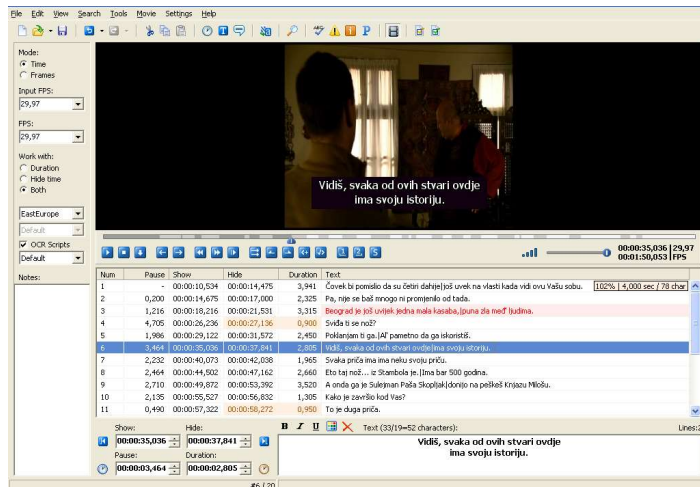 File Edit View Search Tools Movie Settings Help
Mode:
Time
Frames
Input FPS:
29,97
FPS:
29,97
Work with:
Duration
Hide time
Both
EastEurope
Default
OCR Scripts
Default
Notes:
Vidiš, svaka od ovih stvari ovdje
ima svoju istoriju.
00:00:35,036 29,97
00:01:50,053 FPS
Num Pause Show Hide Duration Text
1 - 00:00:10,534 00:00:14,475 3,941 Čovek bi pomislio da su četiri dahije|još uvek na vlasti kada vidi ovu Vašu sobu. 102% | 4,000 sec / 78 char
2 0,200 00:00:14,675 00:00:17,000 2,325 Pa, nije se baš mnogo ni promjenilo od tada.
3 1,216 00:00:18,216 00:00:21,531 3,315 Beograd je još uvijek jedna mala kasaba,|puna zla međ' ljudima.
4 4,705 00:00:26,236 00:00:27,136 0,900 Sviđa ti se nož?
5 1,986 00:00:29,122 00:00:31,572 2,450 Poklanjam ti ga.|Al' pametno da ga iskoristiš.
6 3,464 00:00:35,036 00:00:37,841 2,805 Vidiš, svaka od ovih stvari ovdje|ima svoju istoriju.
7 2,232 00:00:40,073 00:00:42,038 1,965 Svaka priča ima ima neku svoju priču.
8 2,464 00:00:44,502 00:00:47,162 2,660 Eto taj nož... iz Stambola je.|Ima bar 500 godina.
9 2,710 00:00:49,872 00:00:53,392 3,520 A onda ga je Sulejman Paša Skopljak|donijo na peškeš Knjazu Milošu.
10 2,135 00:00:55,527 00:00:56,832 1,305 Kako je završio kod Vas?
11 0,490 00:00:57,322 00:00:58,272 0,950 To je duga priča.
Show: Hide: B I U Text (33/19=52 characters): Lines:2
00:00:35,036 00:00:37,841
Pause: Duration:
00:00:03,464 00:00:02,805
Vidiš, svaka od ovih stvari ovdje
ima svoju istoriju.
#6 / 20